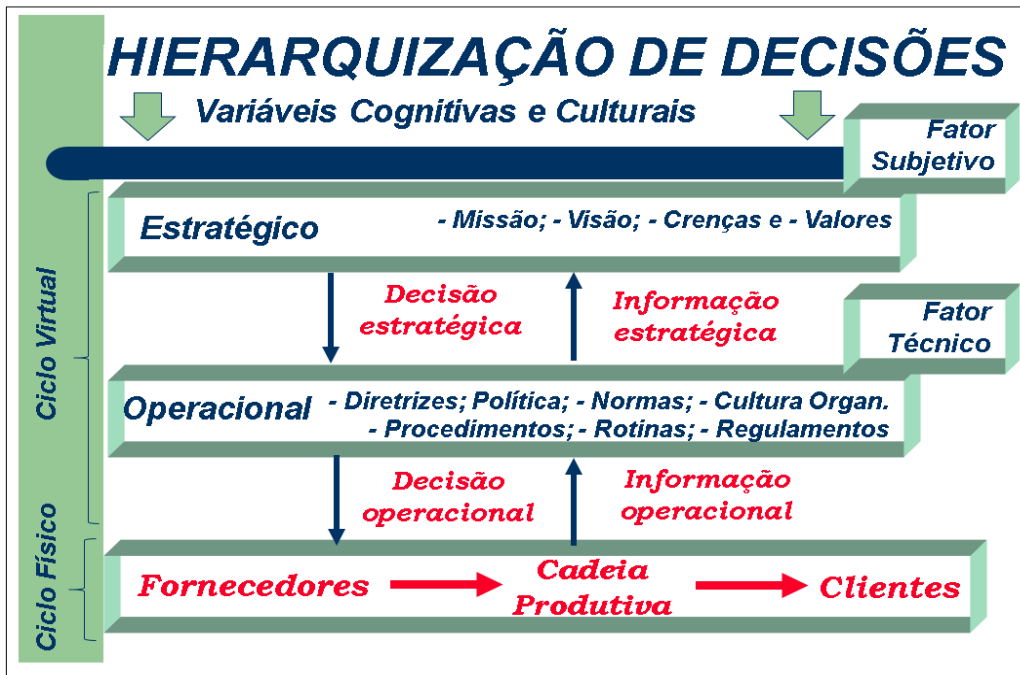 HIERARQUIZAÇÃO DE DECISÕES
Variáveis Cognitivas e Culturais
Fator
Subjetivo
Estratégico
- Missão; - Visão; - Crenças e - Valores
Decisão
estratégica
Informação
estratégica
Fator
Técnico
Operacional
- Diretrizes; Política; - Normas; - Cultura Organ.
- Procedimentos; - Rotinas; - Regulamentos
Decisão
operacional
Informação
operacional
Fornecedores
Cadeia
Produtiva
Clientes
Ciclo Virtual
Ciclo Físico